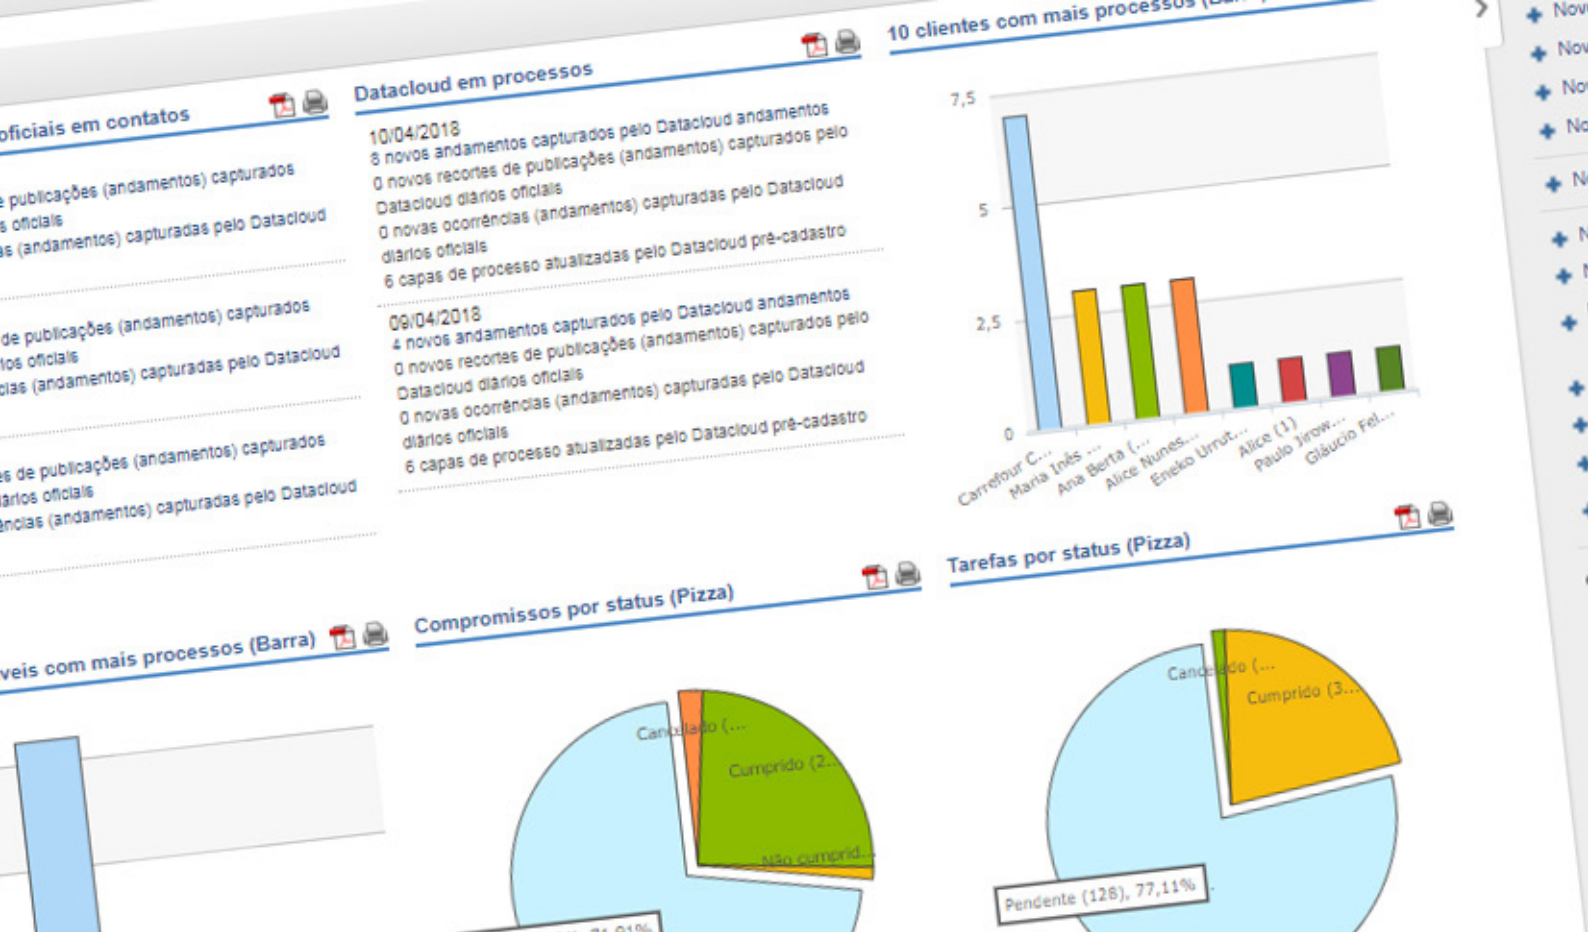 oficiais em contatos
e publicações (andamentos) capturados
s oficiais
as (andamentos) capturadas pelo Datacloud
de publicações (andamentos) capturados
ios oficiais
cias (andamentos) capturadas pelo Datacloud
es de publicações (andamentos) capturados
iários oficiais
ências (andamentos) capturadas pelo Datacloud
Datacloud em processos
10/04/2018
8 novos andamentos capturados pelo Datacloud andamentos
0 novos recortes de publicações (andamentos) capturados pelo
Datacloud diários oficiais
0 novas ocorrências (andamentos) capturadas pelo Datacloud
diários oficiais
6 capas de processo atualizadas pelo Datacloud pré-cadastro
09/04/2018
4 novos andamentos capturados pelo Datacloud andamentos
0 novos recortes de publicações (andamentos) capturados pelo
Datacloud diários oficiais
0 novas ocorrências (andamentos) capturadas pelo Datacloud
diários oficiais
6 capas de processo atualizadas pelo Datacloud pré-cadastro
10 clientes com mais processos
7,5
5
2,5
0
Carrefour C...
Maria Inês ...
Ana Berta (...
Alice Nunes...
Eneko Urrut...
Alice (1)
Paulo Jirow...
Gláucio Fel...
Nov
Nov
No
No
N
N
veis com mais processos (Barra)
Compromissos por status (Pizza)
Cancelado (...
Cumprido (2...
Não cumprid...
Tarefas por status (Pizza)
Cancelado (...
Cumprido (3...
Pendente (128), 77,11%